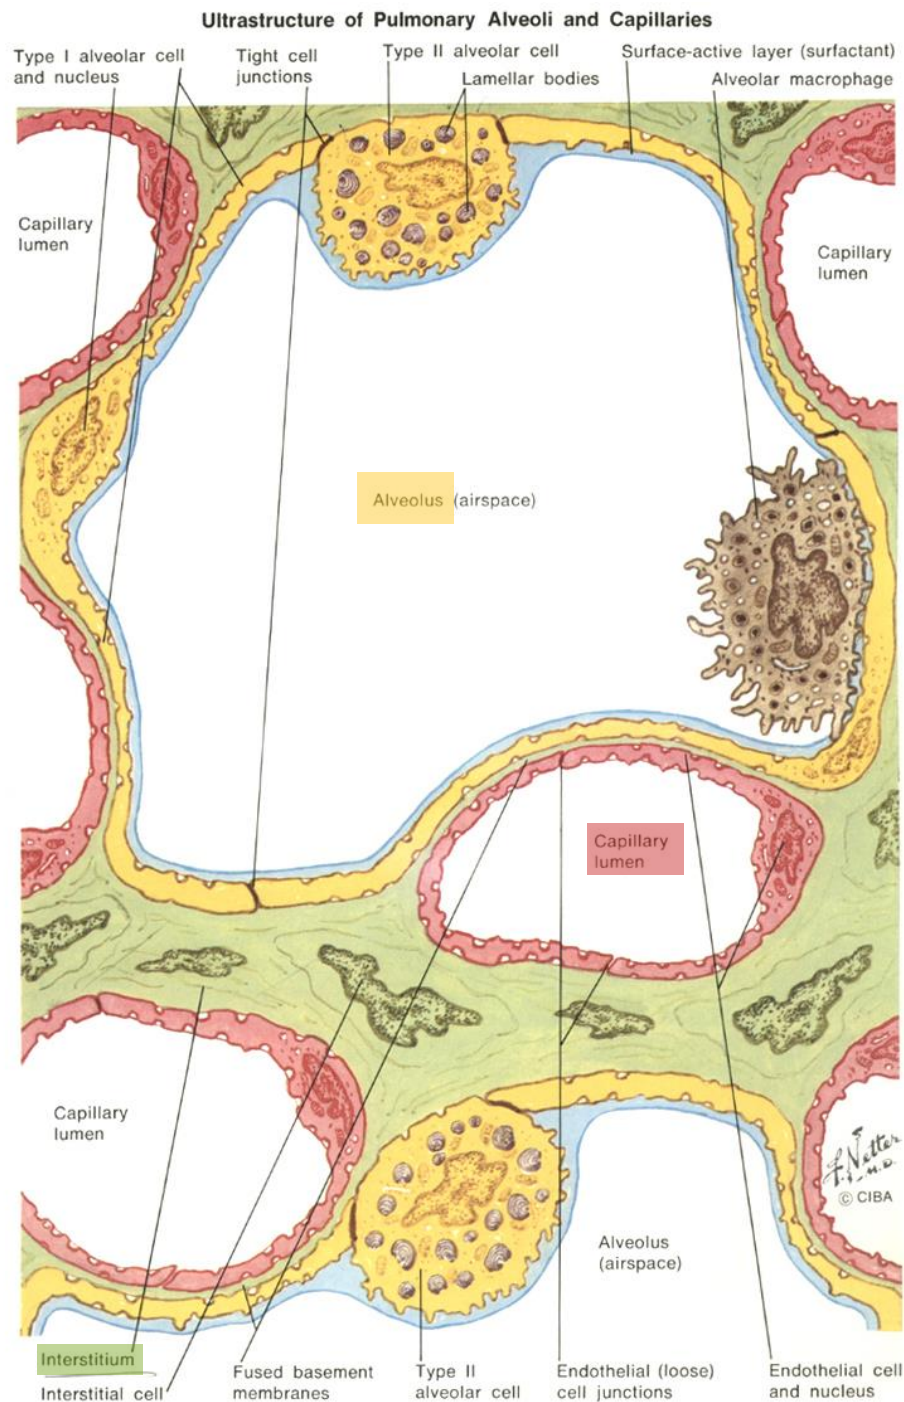 Ultrastructure of Pulmonary Alveoli and Capillaries
Type I alveolar cell
and nucleus
Tight cell
junctions
Type II alveolar cell
Lamellar bodies
Surface-active layer (surfactant)
Alveolar macrophage
Capillary
lumen
Capillary
lumen
Alveolus (airspace)
Capillary
lumen
Capillary
lumen
Alveolus
(airspace)
F. Netter
M.D.
© CIBA
Interstitium
Interstitial cell
Fused basement
membranes
Type II
alveolar cell
Endothelial (loose)
cell junctions
Endothelial cell
and nucleus